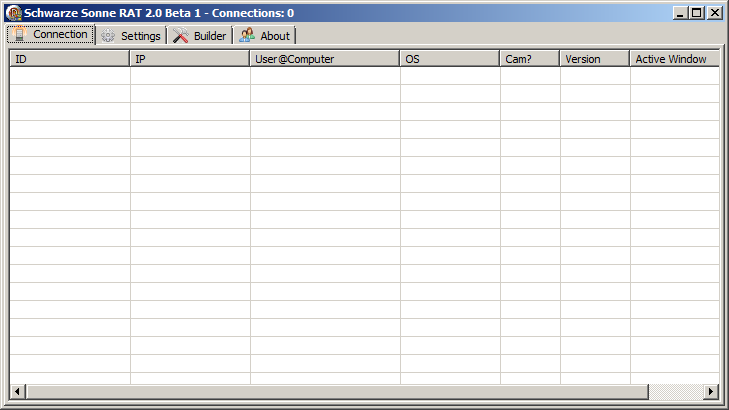 Schwarze Sonne RAT 2.0 Beta 1 - Connections: 0
Connection Settings Builder About
ID IP User@Computer OS Cam? Version Active Window